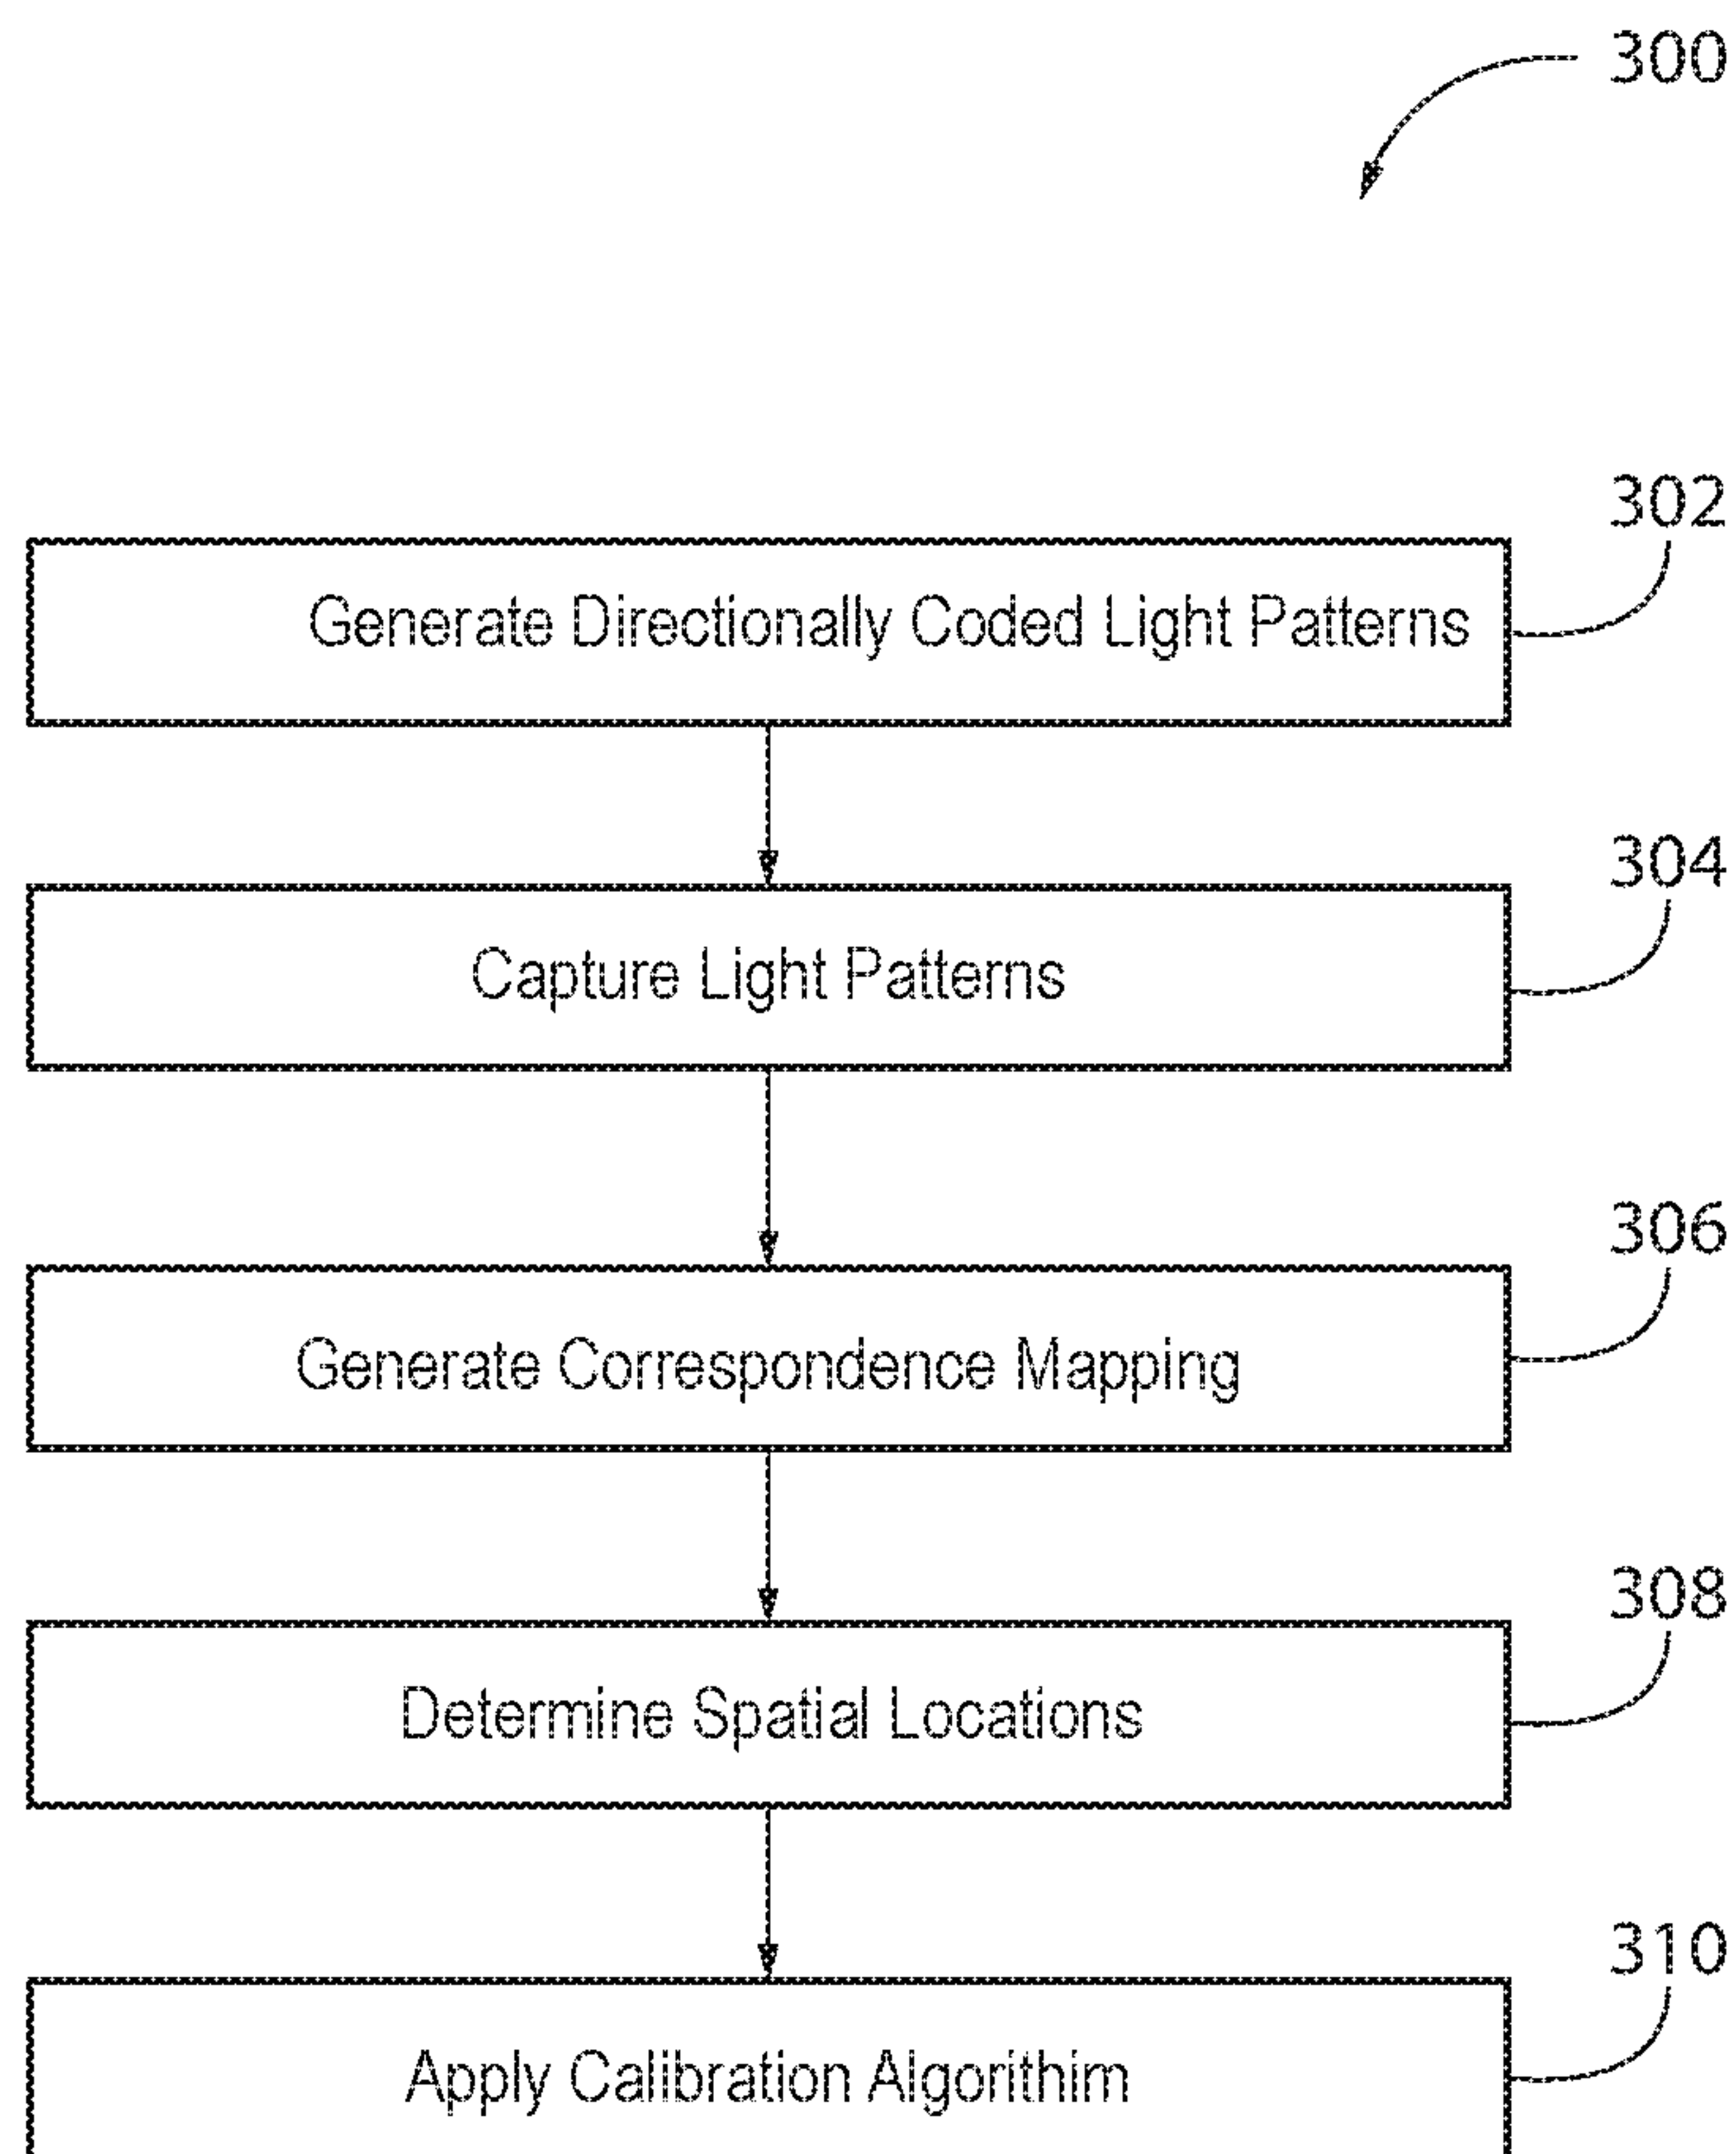 300
302
Generate Directionally Coded Light Patterns
304
Capture Light Patterns
306
Generate Correspondence Mapping
308
Determine Spatial Locations
310
Apply Calibration Algorithim